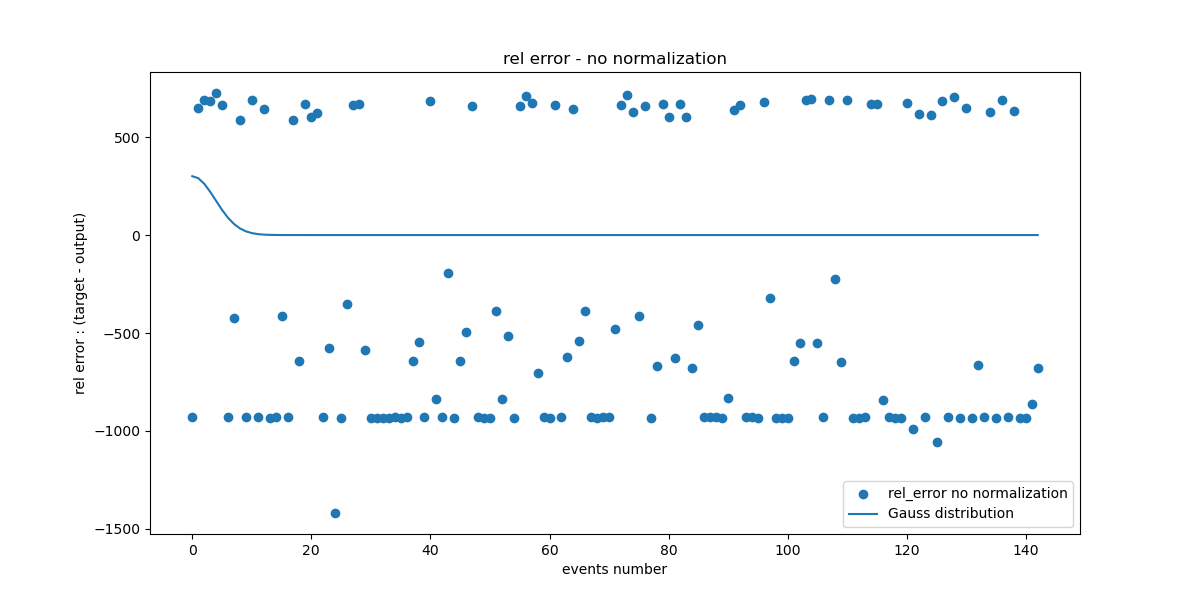 rel error - no normalization
rel error : (target - output)
500
0
−500
−1000
−1500
0 20 40 60 80 100 120 140
events number
rel_error no normalization
Gauss distribution